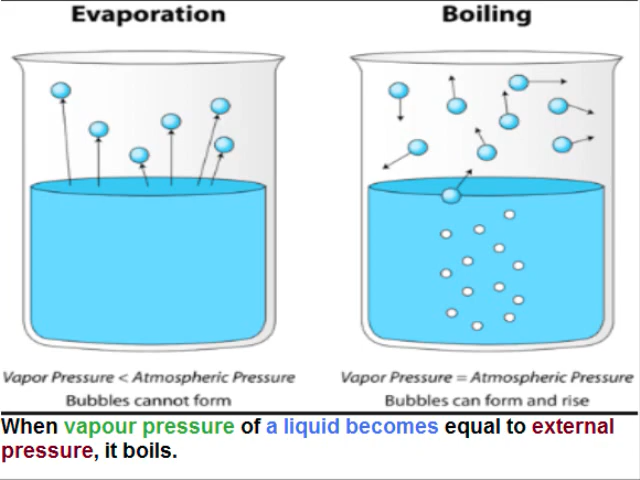 Evaporation
Boiling
Vapor Pressure < Atmospheric Pressure
Bubbles cannot form
Vapor Pressure = Atmospheric Pressure
Bubbles can form and rise
When vapour pressure of a liquid becomes equal to external
pressure, it boils.